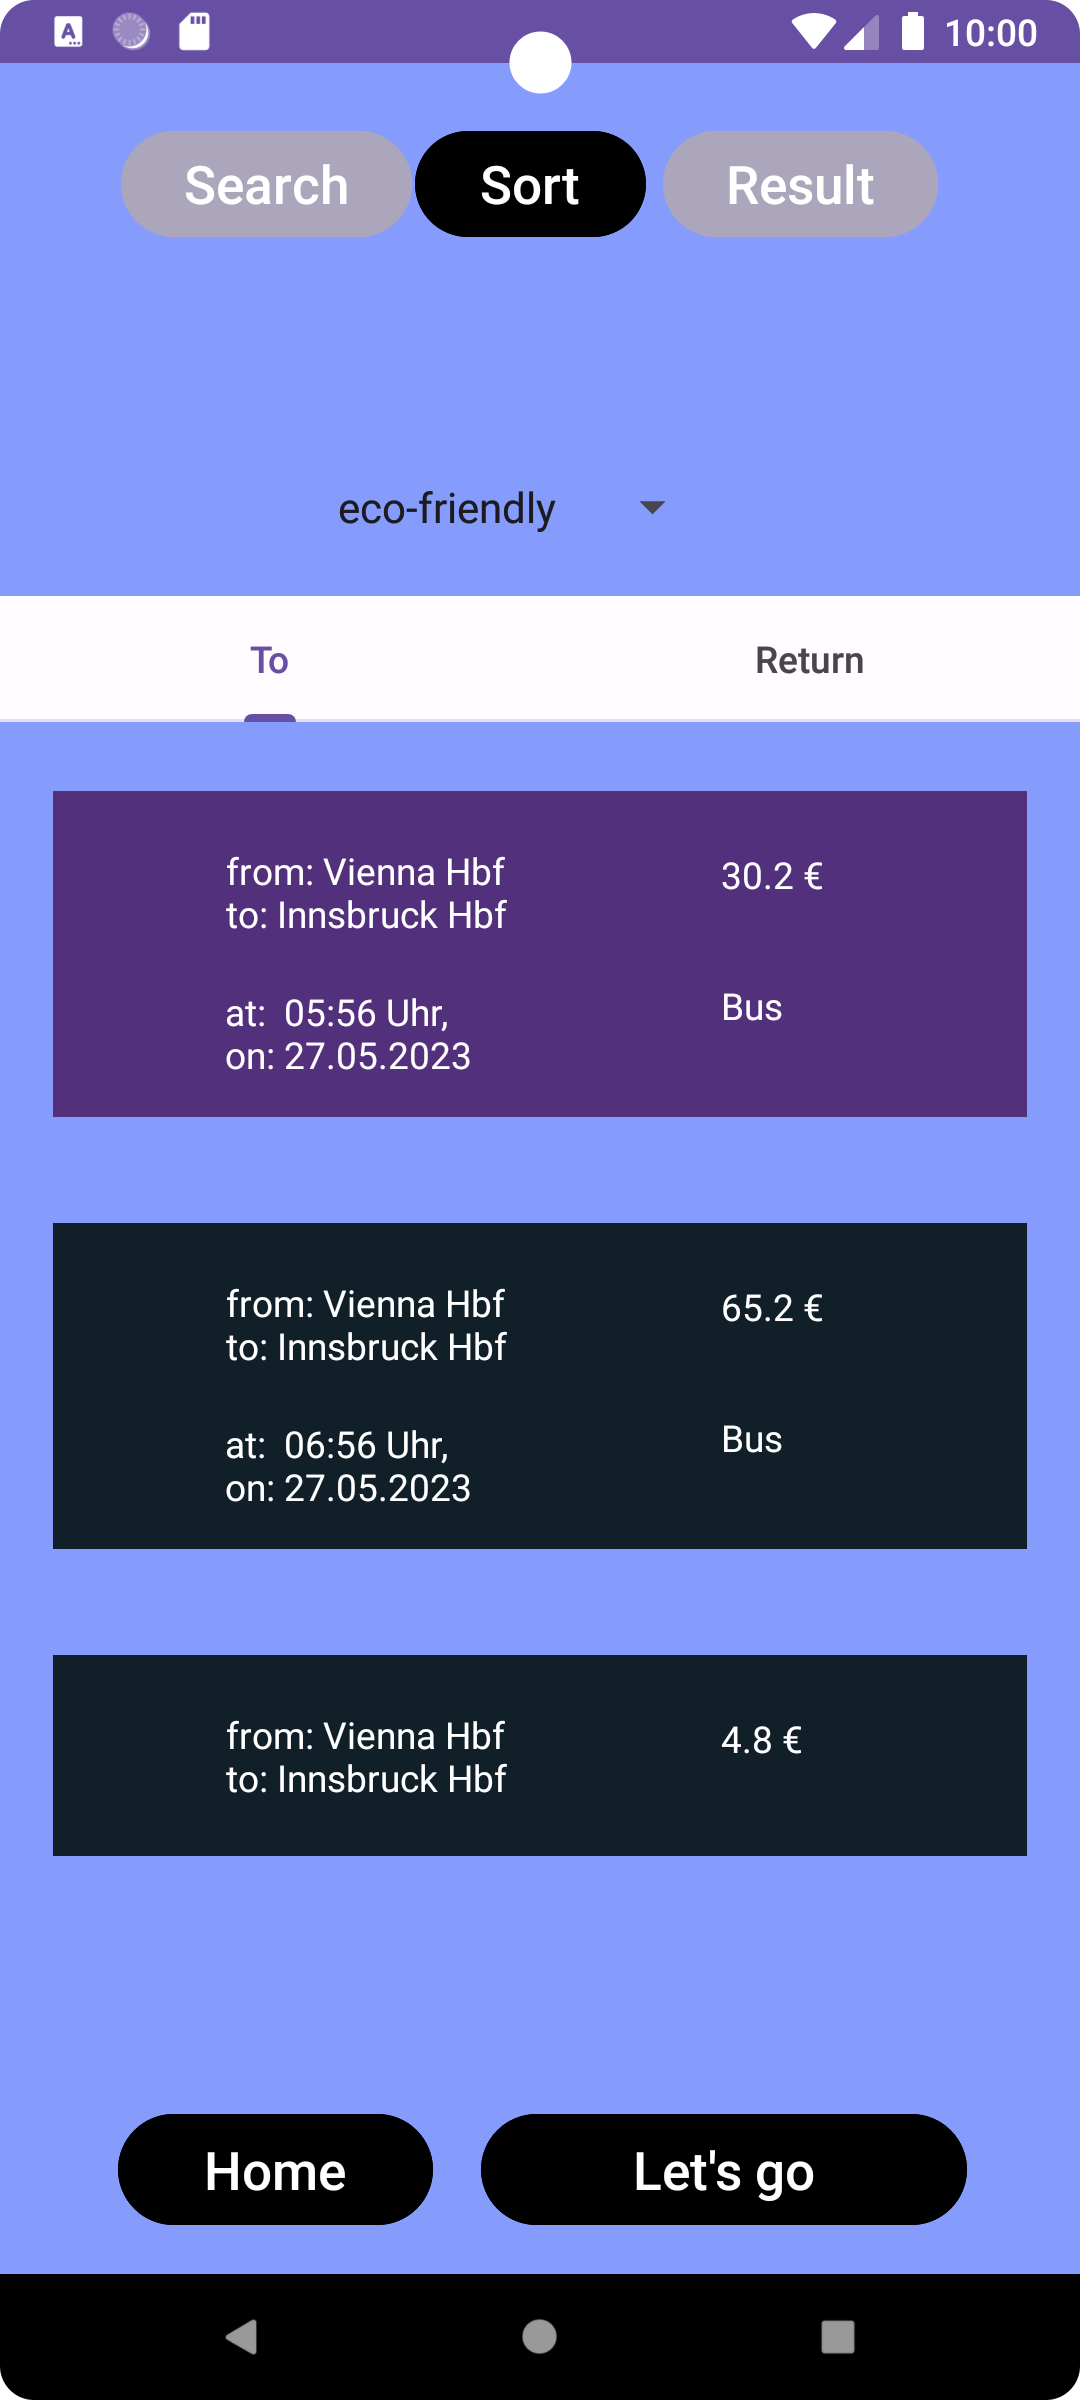 10:00
Search Sort Result
eco-friendly
To Return
from: Vienna Hbf 30.2 €
to: Innsbruck Hbf
at:  05:56 Uhr, Bus
on: 27.05.2023
from: Vienna Hbf 65.2 €
to: Innsbruck Hbf
at:  06:56 Uhr, Bus
on: 27.05.2023
from: Vienna Hbf 4.8 €
to: Innsbruck Hbf
Home Let's go